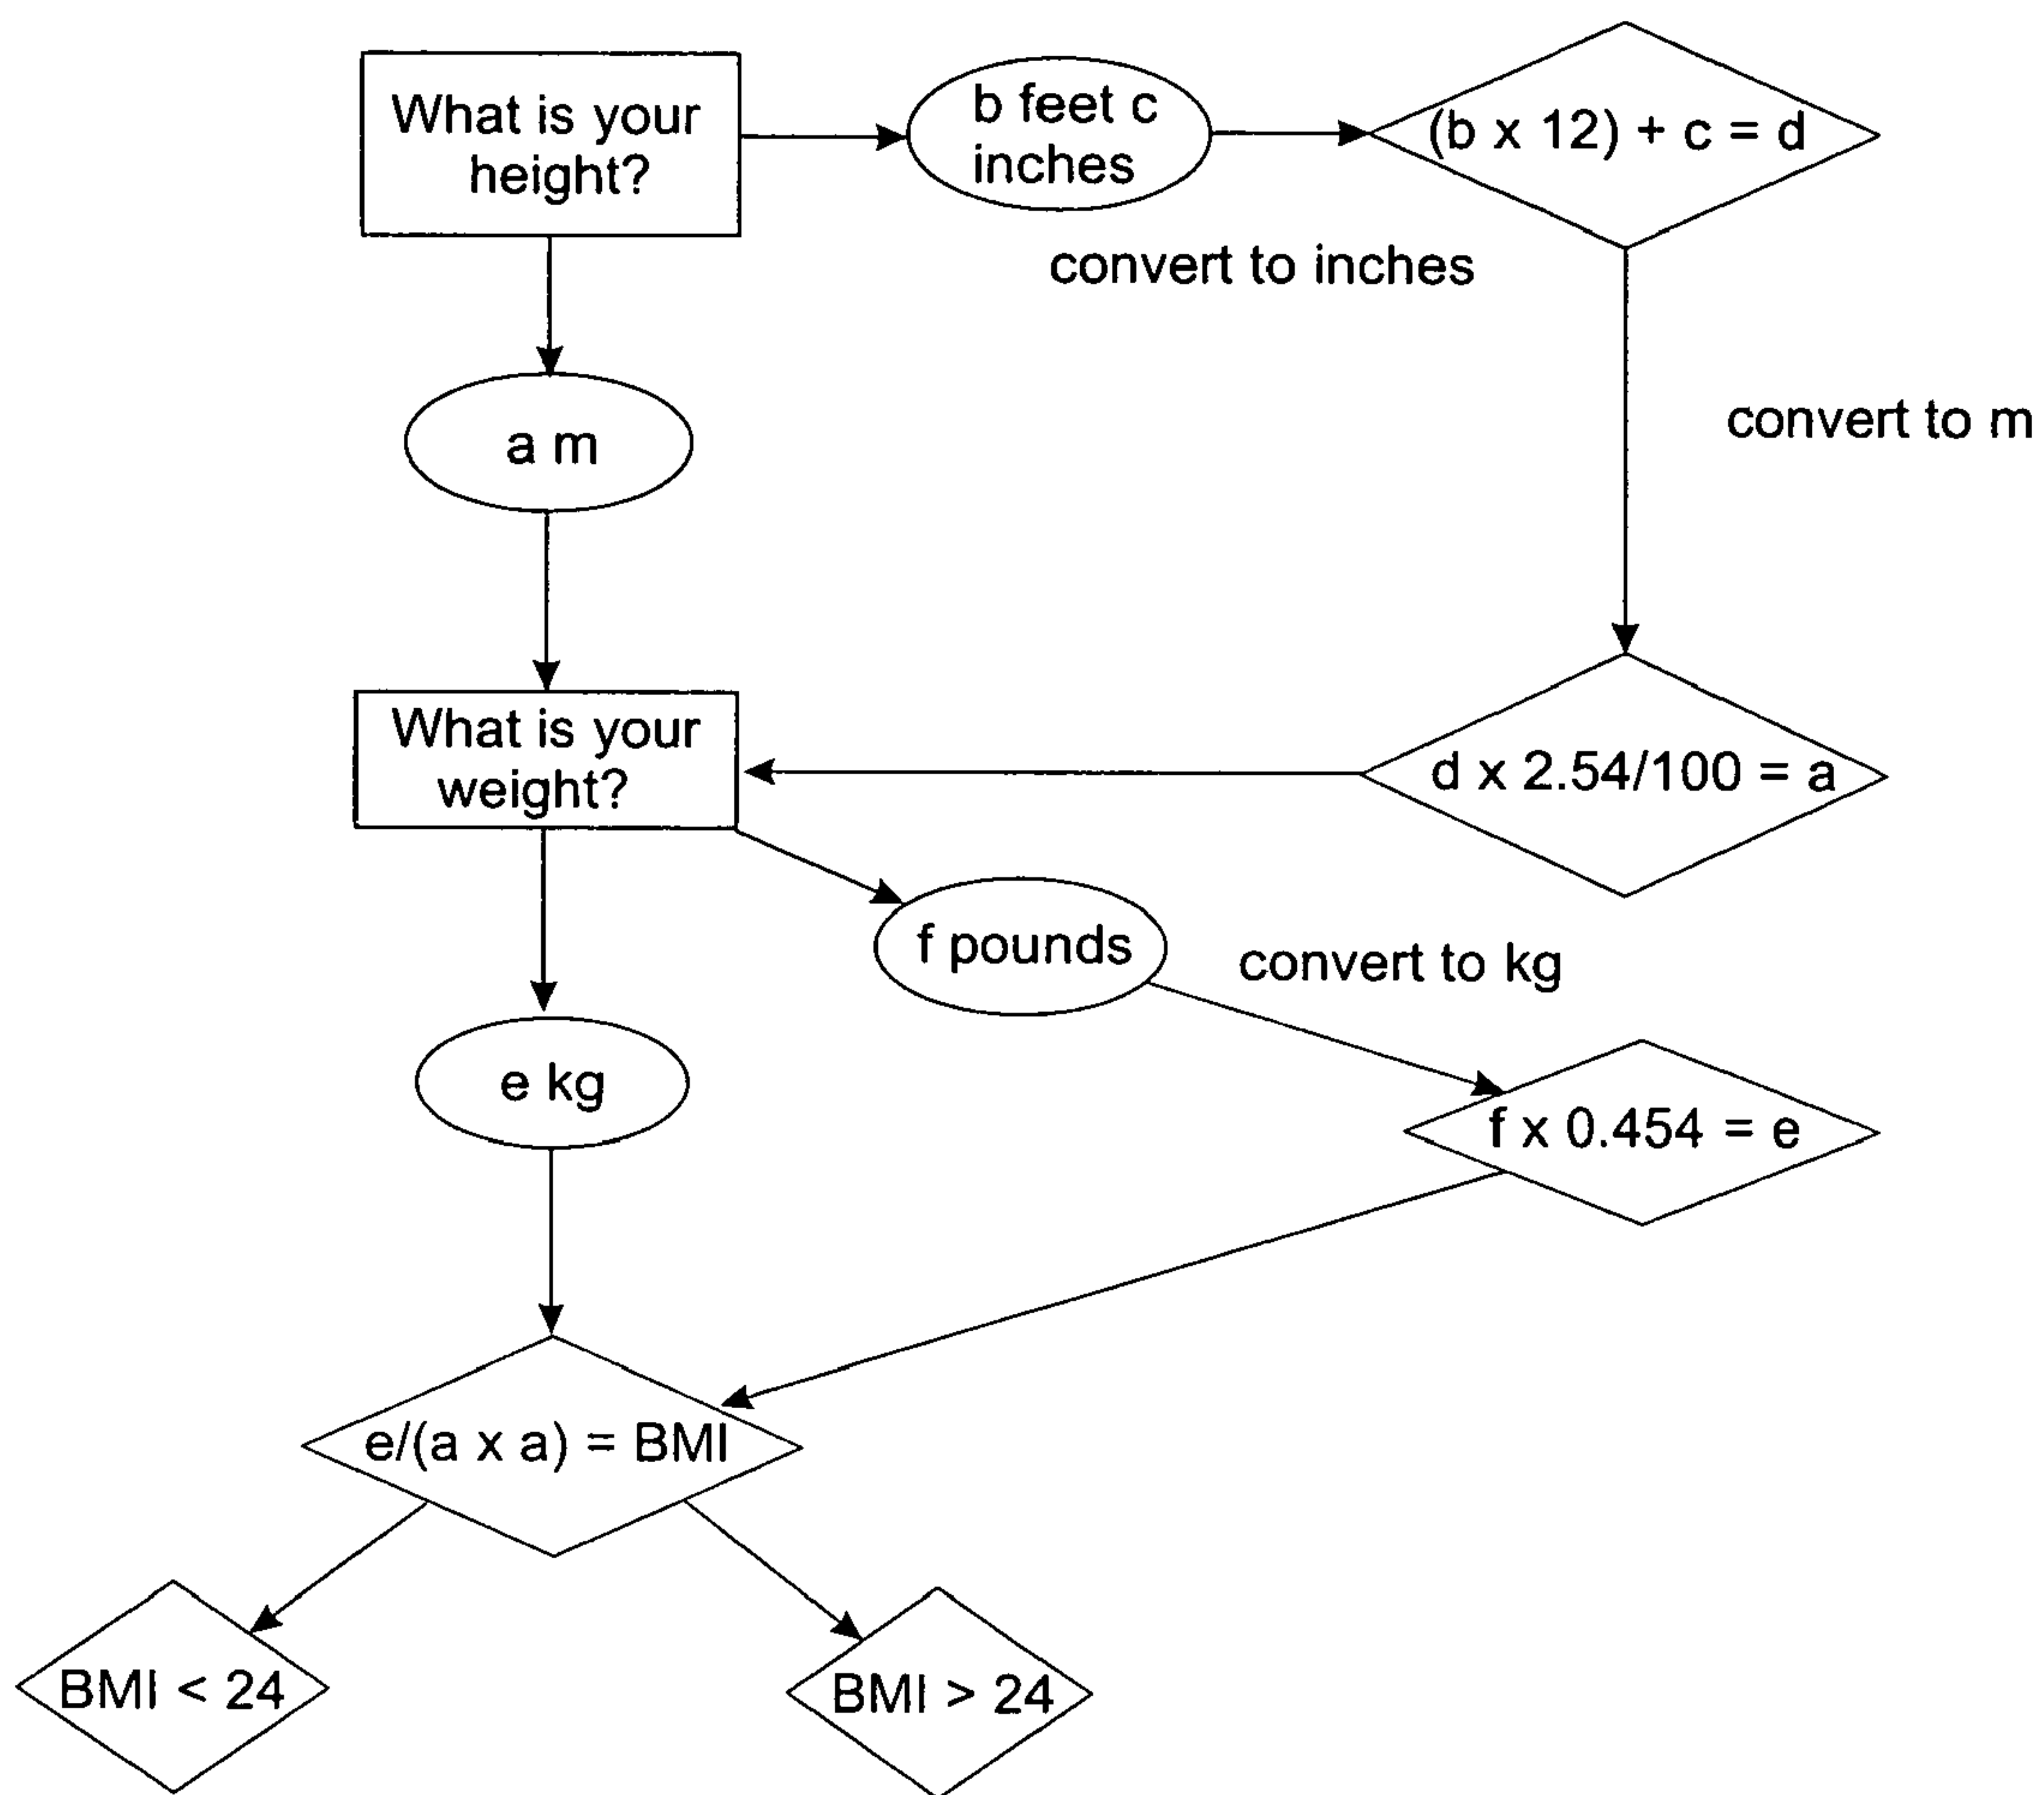 What is your
height?
b feet c
inches
(b x 12) + c = d
convert to inches
convert to m
a m
What is your
weight?
d x 2.54/100 = a
f pounds
convert to kg
e kg
f x 0.454 = e
e/(a x a) = BMI
BMI < 24
BMI > 24